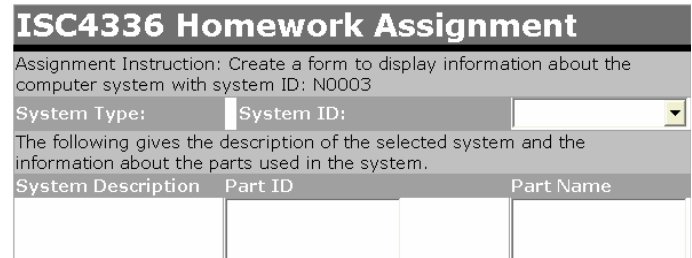 ISC4336 Homework Assignment
Assignment Instruction: Create a form to display information about the
computer system with system ID: N0003
System Type: System ID:
The following gives the description of the selected system and the
information about the parts used in the system.
System Description Part ID Part Name